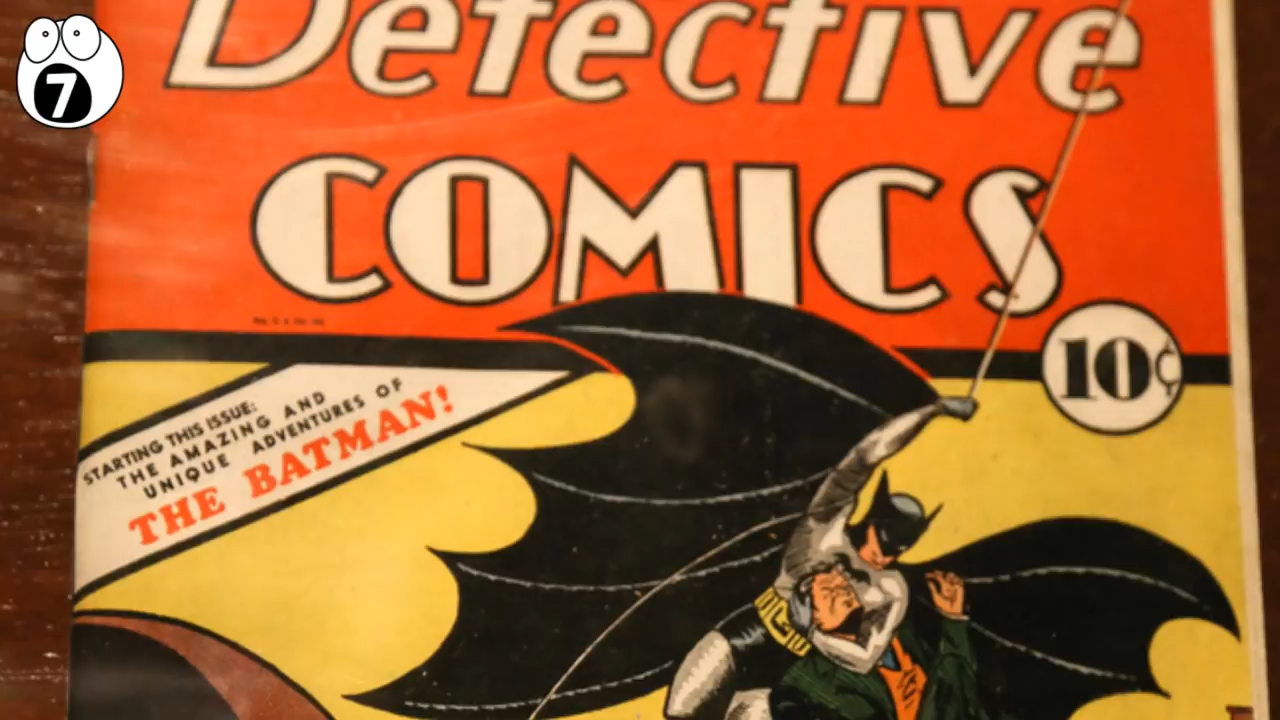 7
Detective
COMICS
10¢
STARTING THIS ISSUE:
THE AMAZING AND
UNIQUE ADVENTURES OF
THE BATMAN!